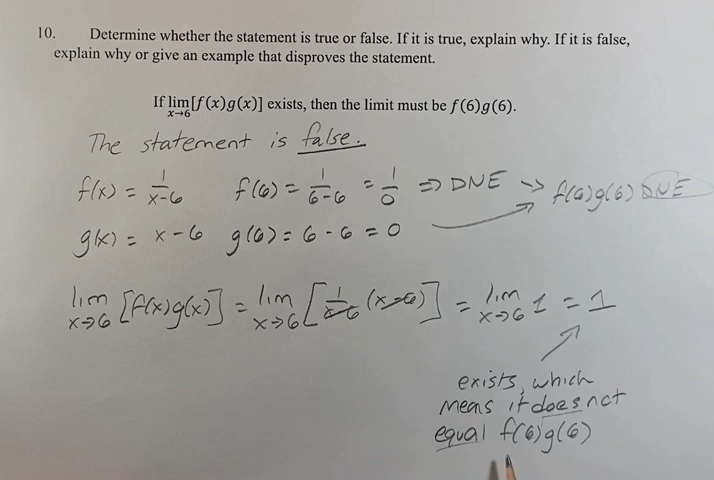 10. Determine whether the statement is true or false. If it is true, explain why. If it is false,
explain why or give an example that disproves the statement.
If lim x→6 [f(x)g(x)] exists, then the limit must be f(6)g(6).
The statement is false.
f(x) = 1/(x-6) f(6) = 1/(6-6) = 1/0 ⇒ DNE → f(6)g(6) DNE
g(x) = x-6 g(6) = 6-6 = 0
lim x→6 [f(x)g(x)] = lim x→6 [1/(x-6) (x-6)] = lim x→6 1 = 1
exists, which
means it does not
equal f(6)g(6)